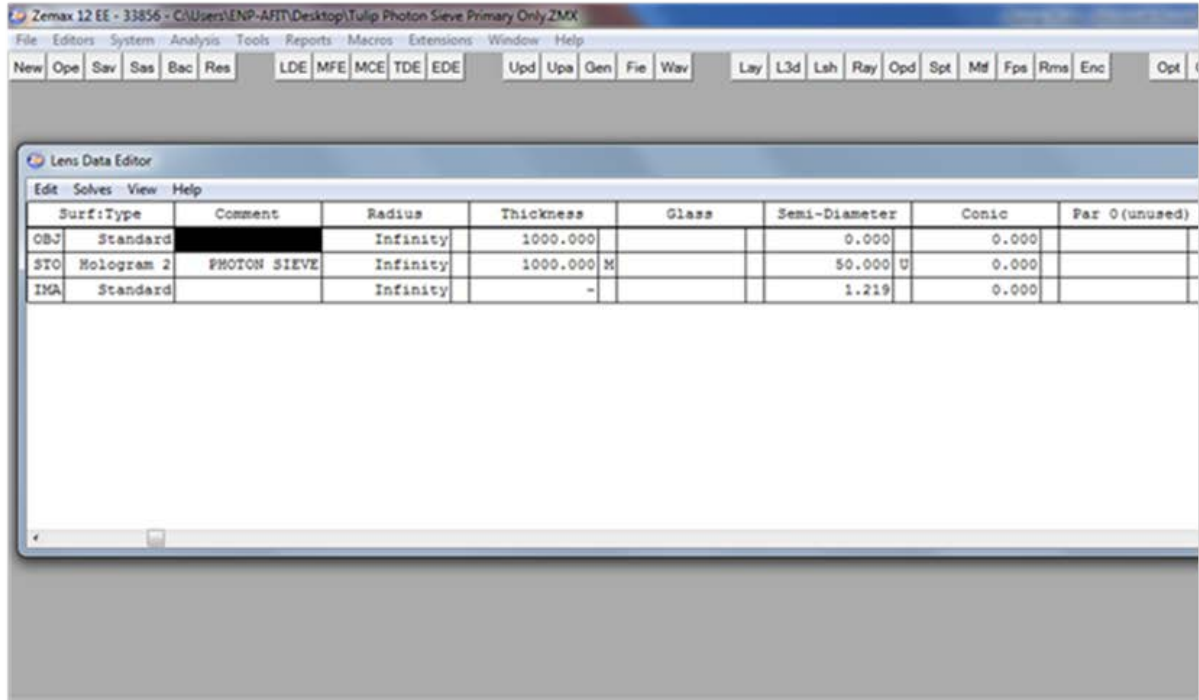 Zemax 12 EE - 33856 - C:\Users\ENP-AFIT\Desktop\Tulip Photon Sieve Primary Only.ZMX
File Editors System Analysis Tools Reports Macros Extensions Window Help
New Ope Sav Sas Bac Res LDE MFE MCE TDE EDE Upd Upa Gen Fie Wav Lay L3d Lsh Ray Opd Spt Mtf Fps Rms Enc Opt
Lens Data Editor
Edit Solves View Help
Surf:Type Comment Radius Thickness Glass Semi-Diameter Conic Par 0(unused)
OBJ Standard Infinity 1000.000 0.000 0.000
STO Hologram 2 PHOTON SIEVE Infinity 1000.000 M 50.000 U 0.000
IMA Standard Infinity - 1.219 0.000